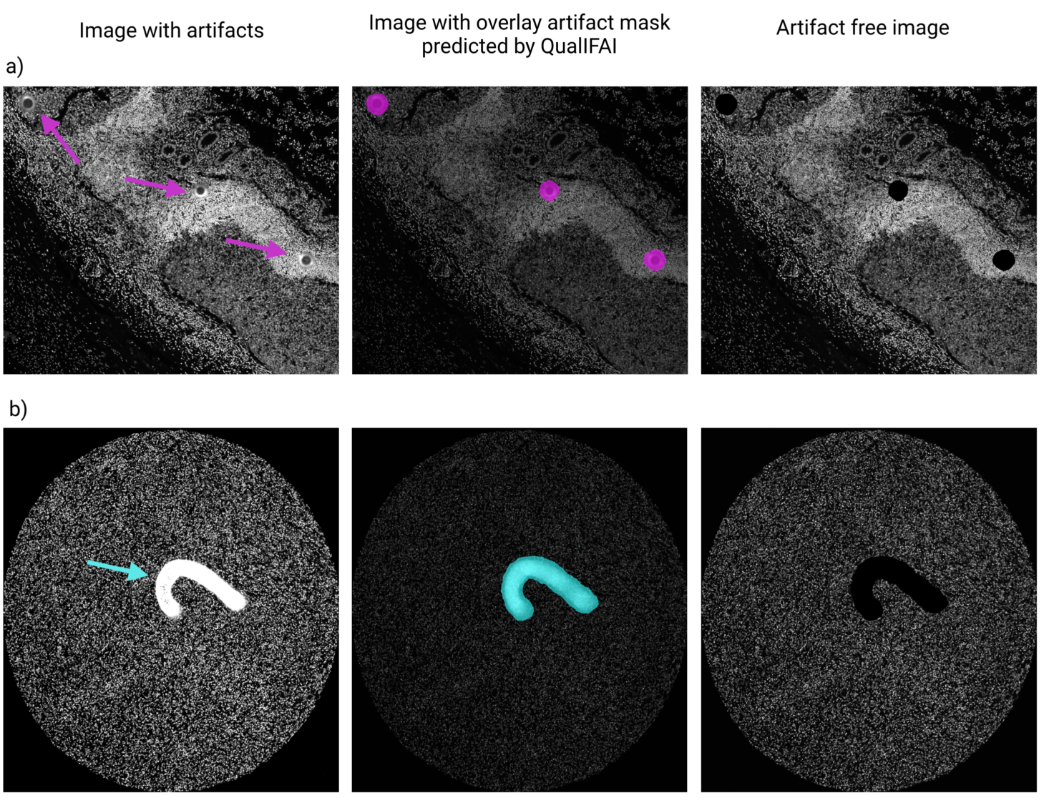 Image with artifacts
Image with overlay artifact mask
predicted by QualIFAI
Artifact free image
a)
b)